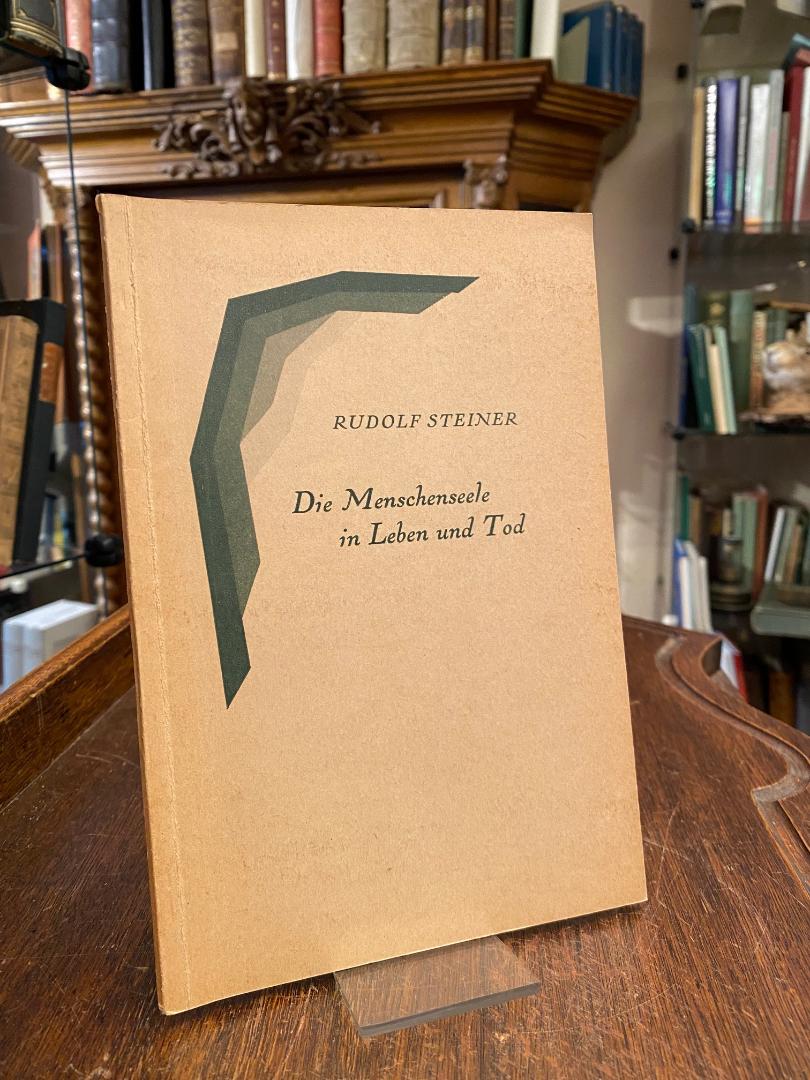 RUDOLF STEINER
Die Menschenseele
in Leben und Tod